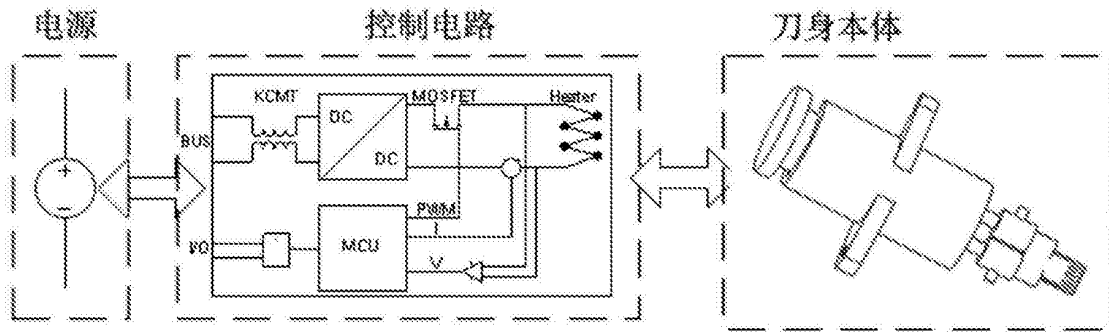 电源
控制电路
刀身本体
KCMT
MOSFET
Heater
DC
BUS
DC
PWM
I/O
MCU
V
I